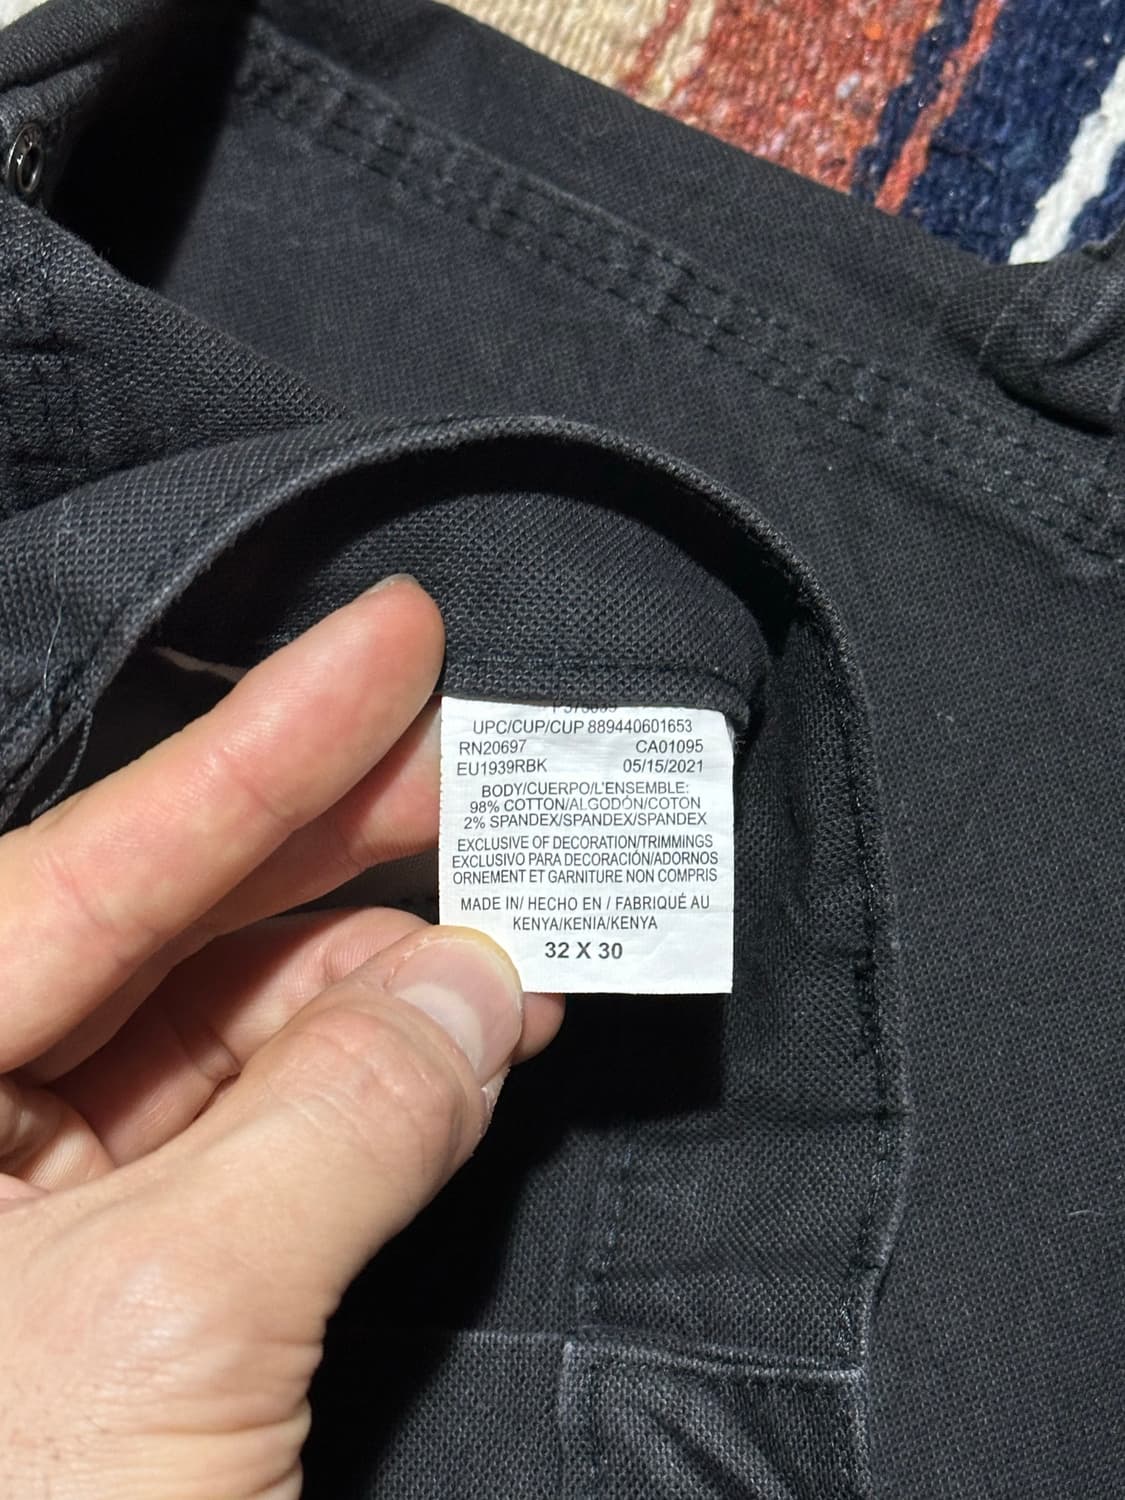 UPC/CUP/CUP 889440601653
RN20697 CA01095
EU1939RBK 05/15/2021
BODY/CUERPO/L'ENSEMBLE:
98% COTTON/ALGODÓN/COTON
2% SPANDEX/SPANDEX/SPANDEX
EXCLUSIVE OF DECORATION/TRIMMINGS
EXCLUSIVO PARA DECORACIÓN/ADORNOS
ORNEMENT ET GARNITURE NON COMPRIS
MADE IN/ HECHO EN / FABRIQUÉ AU
KENYA/KENIA/KENYA
32 X 30